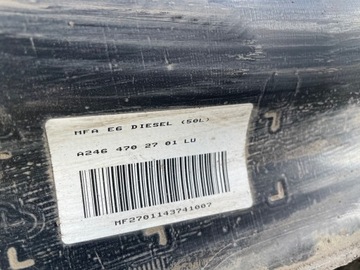 MFA E6 DIESEL (50L)
A246 470 27 01 LU
MF2701143741007